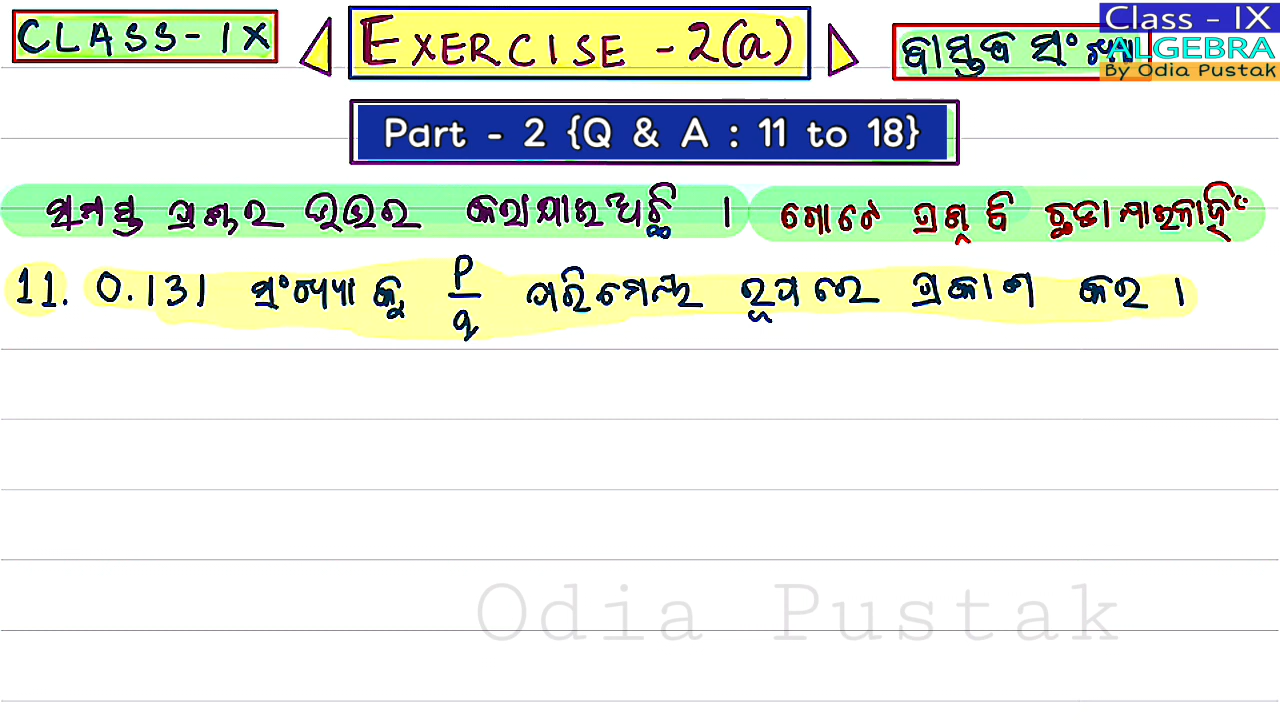 CLASS-IX EXERCISE - 2(a) ବାସ୍ତବ ସଂଖ୍ୟା
Class - IX
ALGEBRA
By Odia Pustak
Part - 2 {Q & A : 11 to 18}
ସମସ୍ତ ପ୍ରଶ୍ନର ଉତ୍ତର କରାଯାଇଅଛି । ଗୋଟେ ପ୍ରଶ୍ନ ବି ଛଡାଯାଇନାହିଁ
11. 0.131 ସଂଖ୍ୟାକୁ p/q ପରିମେୟ ରୂପରେ ପ୍ରକାଶ କର ।
Odia Pustak